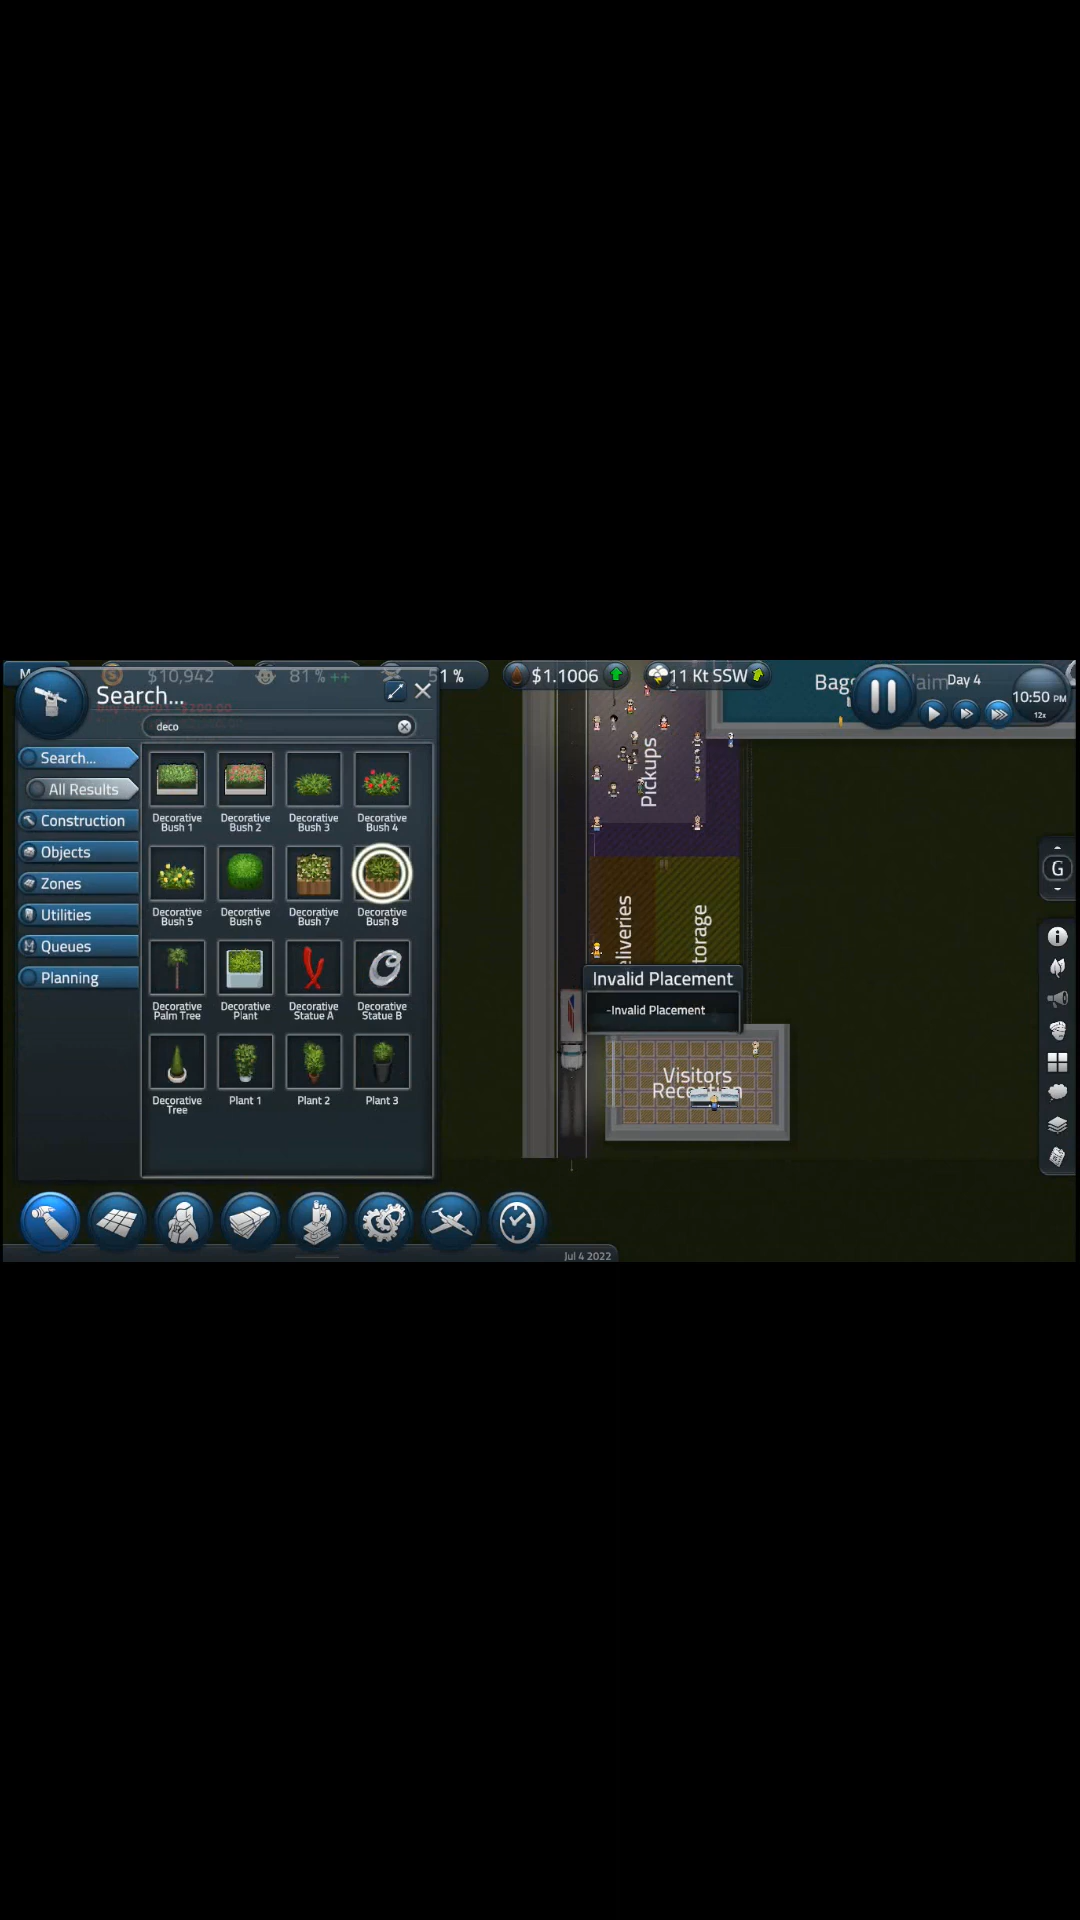 $10,942
81% ++
51 %
$1.1006
11 Kt SSW
Day 4
10:50 PM
12x
Search...
deco
Search...
All Results
Construction
Objects
Zones
Utilities
Queues
Planning
Decorative
Bush 1
Decorative
Bush 2
Decorative
Bush 3
Decorative
Bush 4
Decorative
Bush 5
Decorative
Bush 6
Decorative
Bush 7
Decorative
Bush 8
Decorative
Palm Tree
Decorative
Plant
Decorative
Statue A
Decorative
Statue B
Decorative
Tree
Plant 1
Plant 2
Plant 3
Pickups
eliveries
torage
Invalid Placement
-Invalid Placement
Visitors
Reception
G
Jul 4 2022